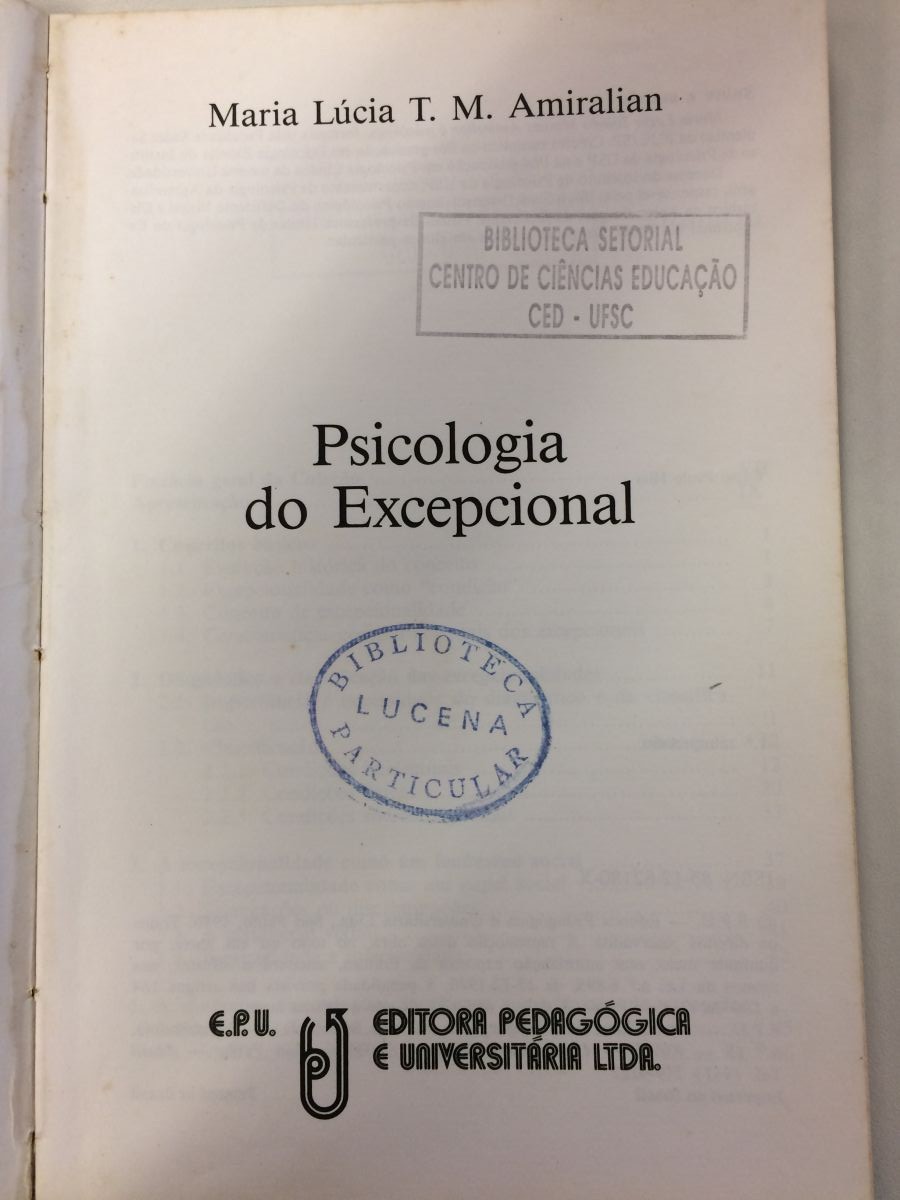 Maria Lúcia T. M. Amiralian
BIBLIOTECA SETORIAL
CENTRO DE CIÊNCIAS EDUCAÇÃO
CED - UFSC
Psicologia
do Excepcional
BIBLIOTECA
LUCENA
PARTICULAR
E.P.U.
EDITORA PEDAGÓGICA
E UNIVERSITÁRIA LTDA.